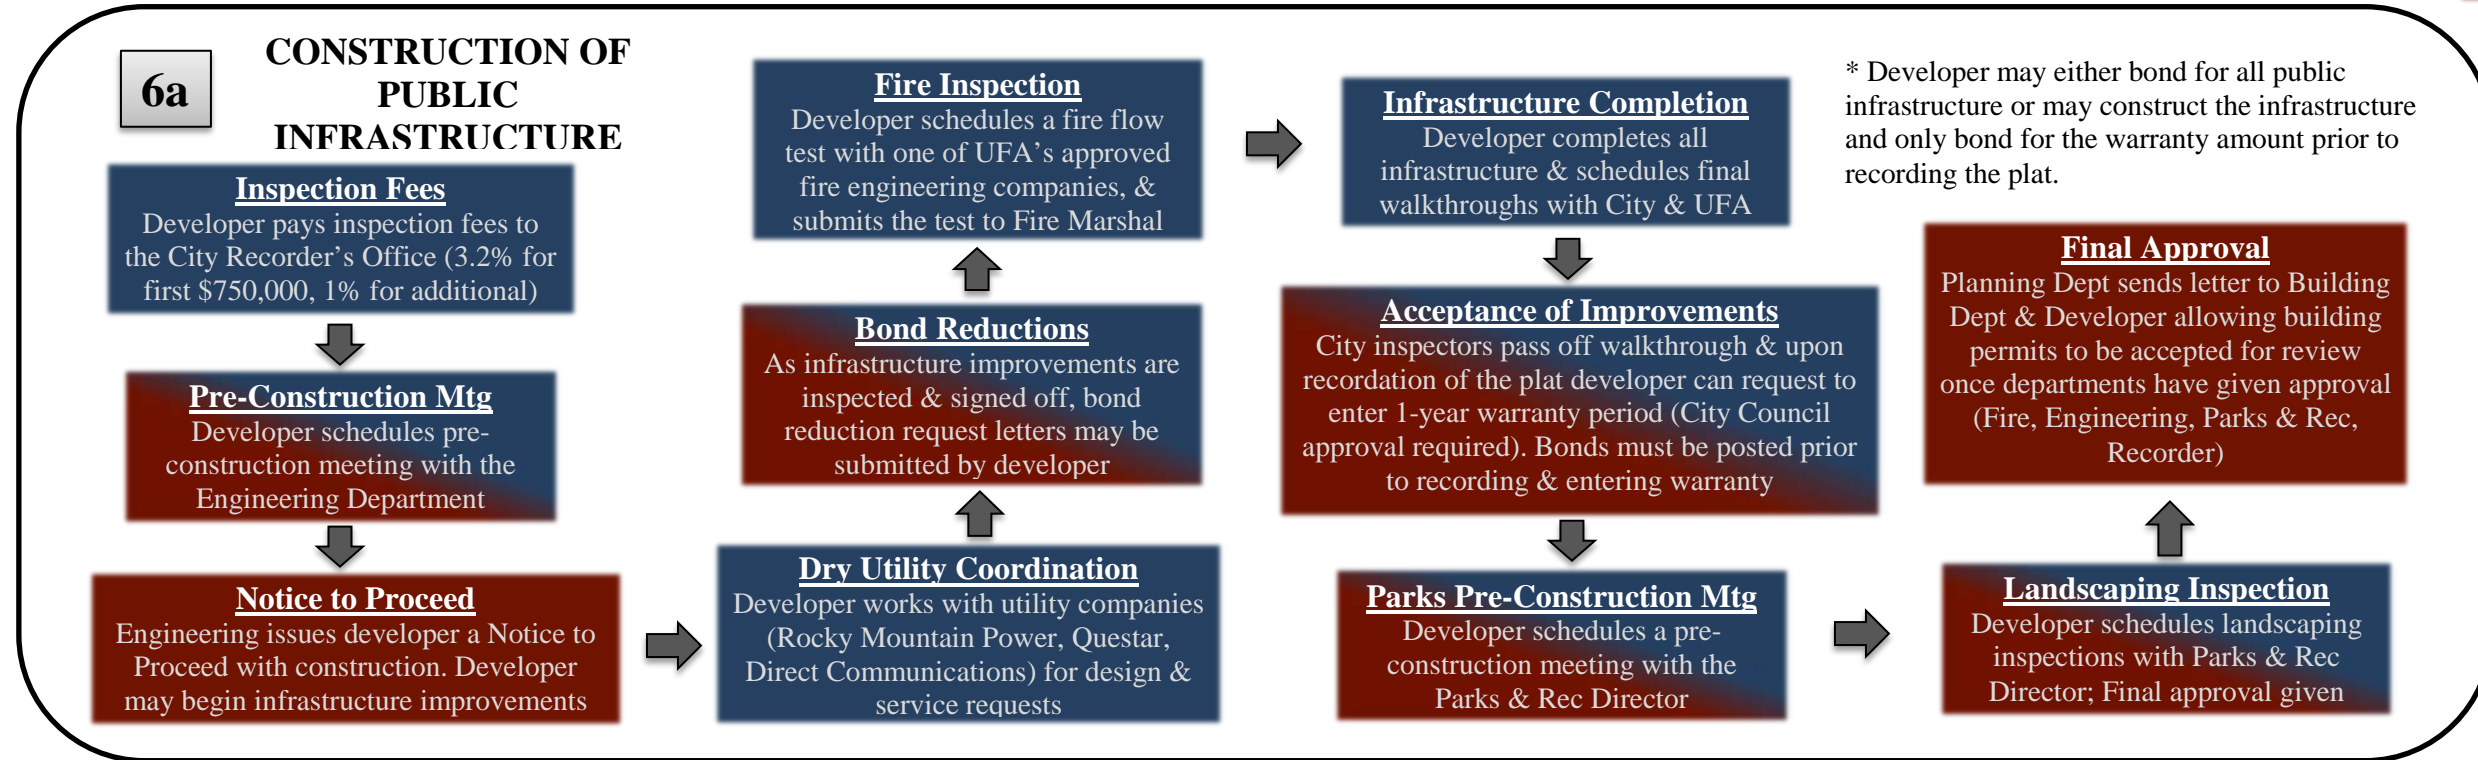 6a
CONSTRUCTION OF
PUBLIC
INFRASTRUCTURE
Inspection Fees
Developer pays inspection fees to
the City Recorder's Office (3.2% for
first $750,000, 1% for additional)
Pre-Construction Mtg
Developer schedules pre-
construction meeting with the
Engineering Department
Notice to Proceed
Engineering issues developer a Notice to
Proceed with construction. Developer
may begin infrastructure improvements
Dry Utility Coordination
Developer works with utility companies
(Rocky Mountain Power, Questar,
Direct Communications) for design &
service requests
Bond Reductions
As infrastructure improvements are
inspected & signed off, bond
reduction request letters may be
submitted by developer
Fire Inspection
Developer schedules a fire flow
test with one of UFA's approved
fire engineering companies, &
submits the test to Fire Marshal
Infrastructure Completion
Developer completes all
infrastructure & schedules final
walkthroughs with City & UFA
Acceptance of Improvements
City inspectors pass off walkthrough & upon
recordation of the plat developer can request to
enter 1-year warranty period (City Council
approval required). Bonds must be posted prior
to recording & entering warranty
Parks Pre-Construction Mtg
Developer schedules a pre-
construction meeting with the
Parks & Rec Director
Landscaping Inspection
Developer schedules landscaping
inspections with Parks & Rec
Director; Final approval given
Final Approval
Planning Dept sends letter to Building
Dept & Developer allowing building
permits to be accepted for review
once departments have given approval
(Fire, Engineering, Parks & Rec,
Recorder)
* Developer may either bond for all public
infrastructure or may construct the infrastructure
and only bond for the warranty amount prior to
recording the plat.